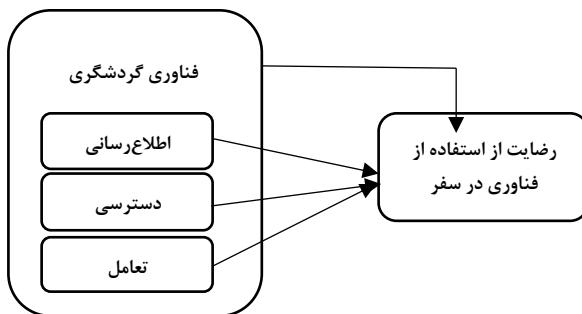 فناوری گردشگری
اطلاع‌رسانی
دسترسی
تعامل
رضایت از استفاده از
فناوری در سفر